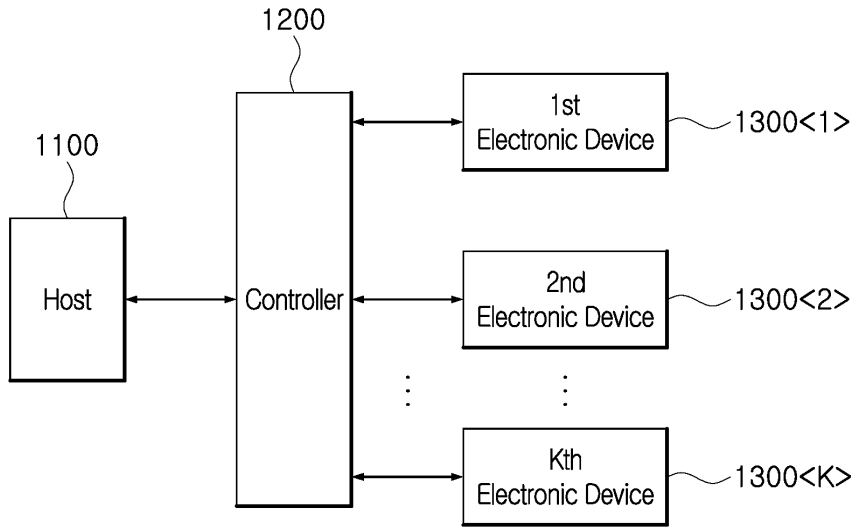 1200
1st
Electronic Device
1300<1>
1100
Host
Controller
2nd
Electronic Device
1300<2>
Kth
Electronic Device
1300<K>